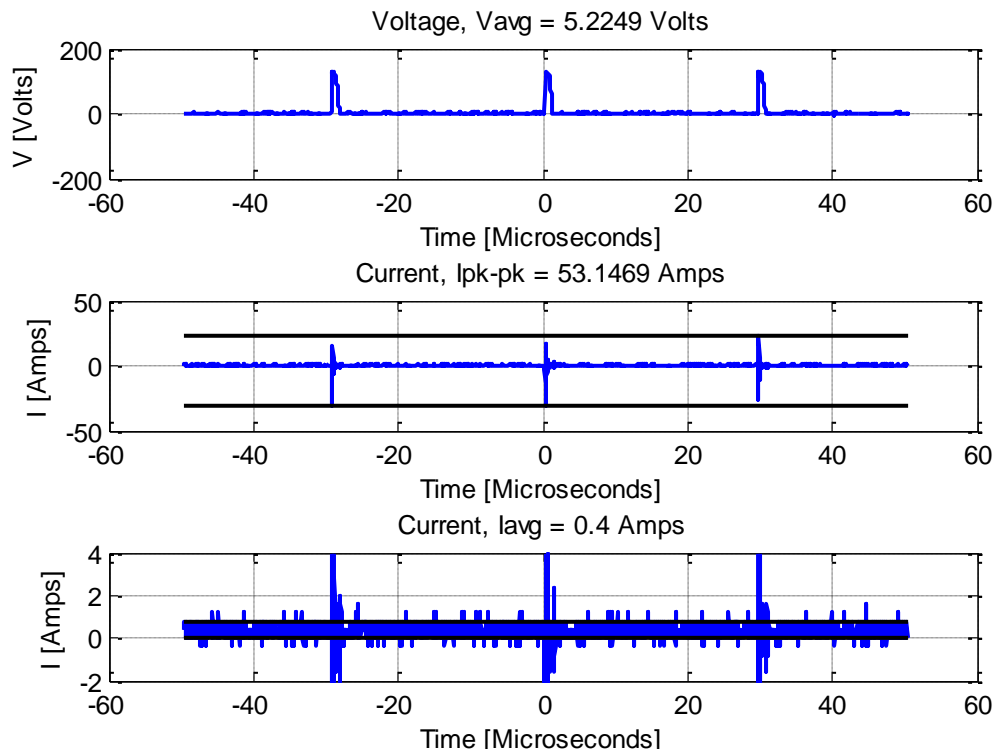 Voltage, Vavg = 5.2249 Volts
200
0
-200
V [Volts]
-60 -40 -20 0 20 40 60
Time [Microseconds]
Current, Ipk-pk = 53.1469 Amps
50
0
-50
I [Amps]
-60 -40 -20 0 20 40 60
Time [Microseconds]
Current, Iavg = 0.4 Amps
4
2
0
-2
I [Amps]
-60 -40 -20 0 20 40 60
Time [Microseconds]